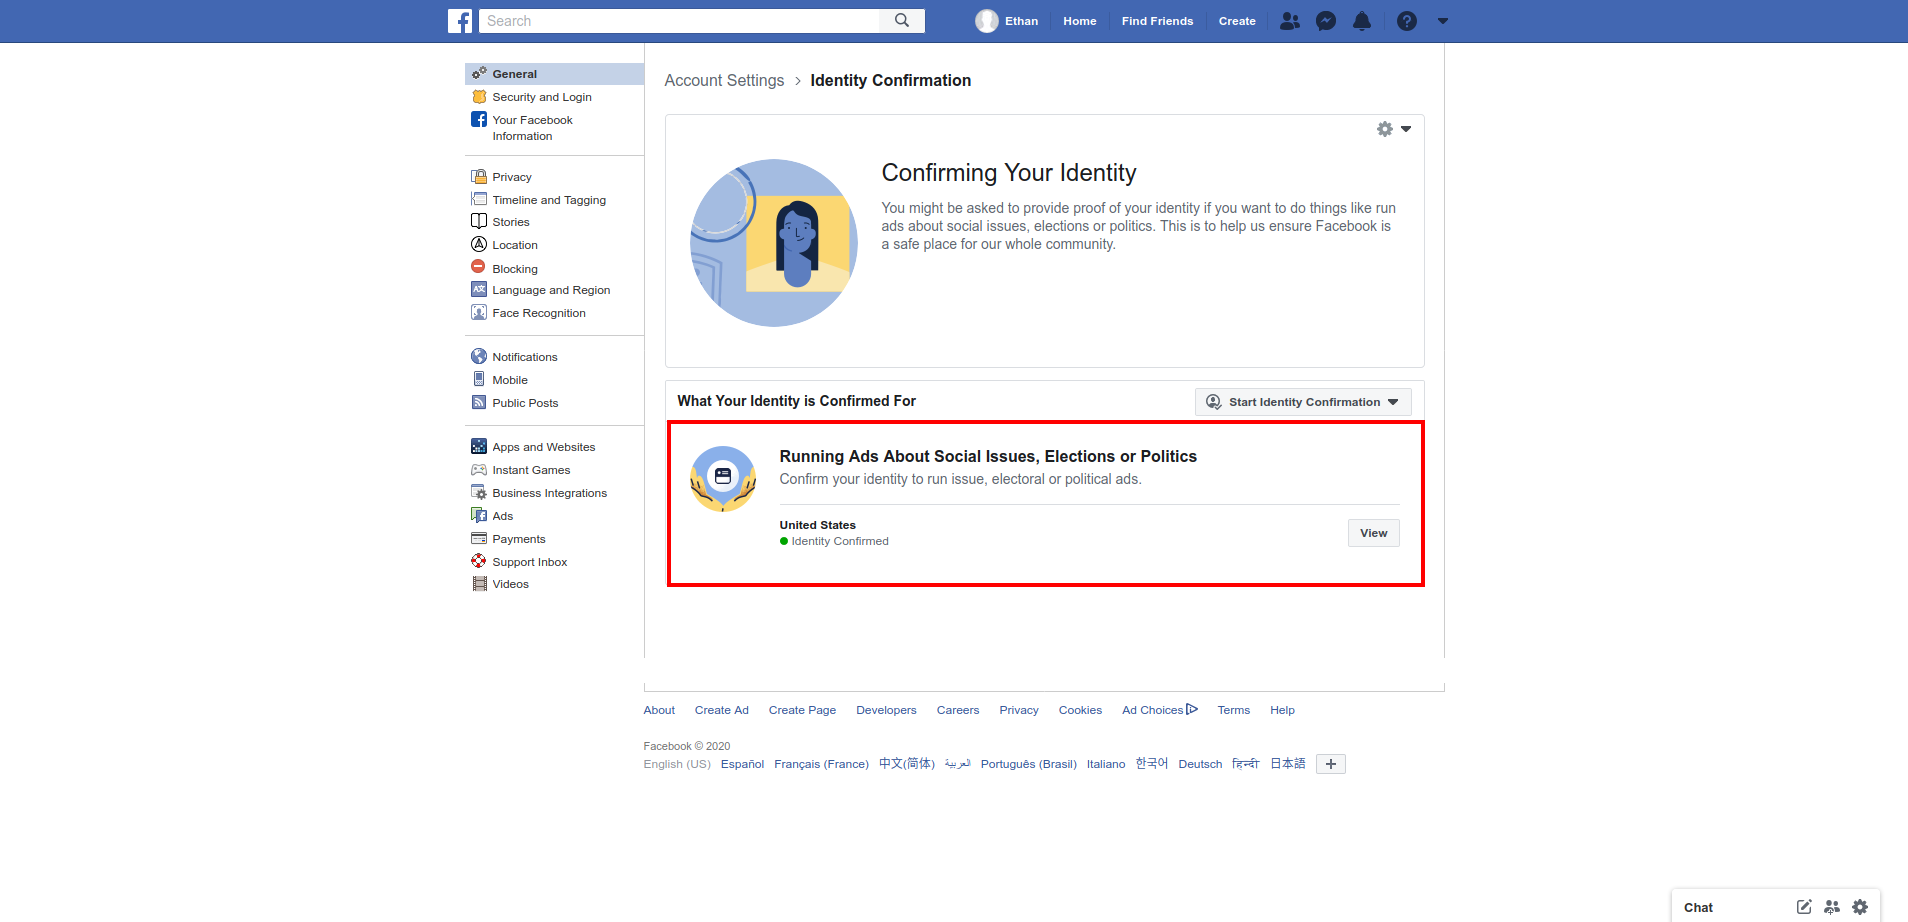 Search
Ethan
Home
Find Friends
Create
General
Security and Login
Your Facebook
Information
Privacy
Timeline and Tagging
Stories
Location
Blocking
Language and Region
Face Recognition
Notifications
Mobile
Public Posts
Apps and Websites
Instant Games
Business Integrations
Ads
Payments
Support Inbox
Videos
Account Settings > Identity Confirmation
Confirming Your Identity
You might be asked to provide proof of your identity if you want to do things like run
ads about social issues, elections or politics. This is to help us ensure Facebook is
a safe place for our whole community.
What Your Identity is Confirmed For
Start Identity Confirmation
Running Ads About Social Issues, Elections or Politics
Confirm your identity to run issue, electoral or political ads.
United States
Identity Confirmed
View
About Create Ad Create Page Developers Careers Privacy Cookies Ad Choices Terms Help
Facebook © 2020
English (US) Español Français (France) 中文(简体) العربية Português (Brasil) Italiano 한국어 Deutsch हिन्दी 日本語 +
Chat